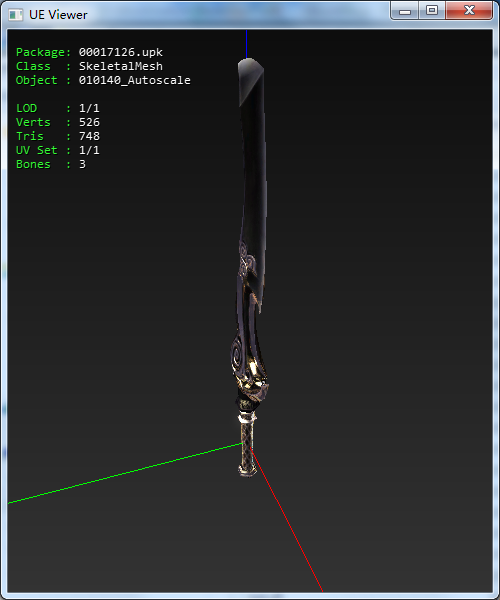 UE Viewer
Package: 00017126.upk
Class  : SkeletalMesh
Object : 010140_Autoscale
LOD    : 1/1
Verts  : 526
Tris   : 748
UV Set : 1/1
Bones  : 3